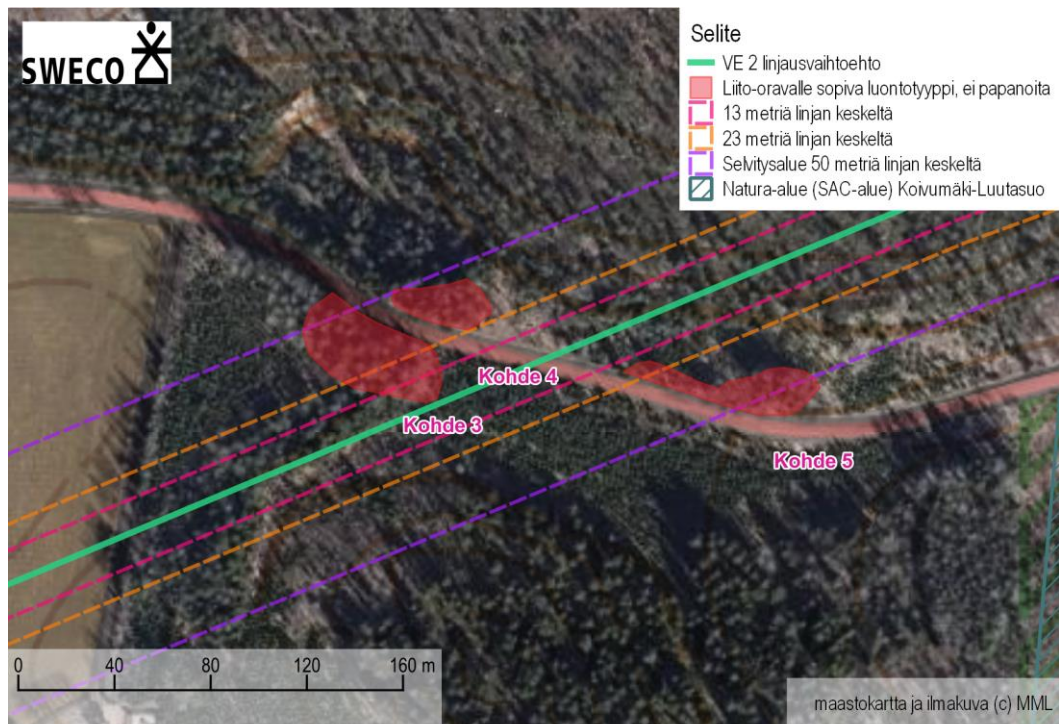 SWECO
Selite
VE 2 linjausvaihtoehto
Liito-oravalle sopiva luontotyyppi, ei papanoita
13 metriä linjan keskeltä
23 metriä linjan keskeltä
Selvitysalue 50 metriä linjan keskeltä
Natura-alue (SAC-alue) Koivumäki-Luutasuo
Kohde 4
Kohde 3
Kohde 5
0 40 80 120 160 m
maastokartta ja ilmakuva (c) MML